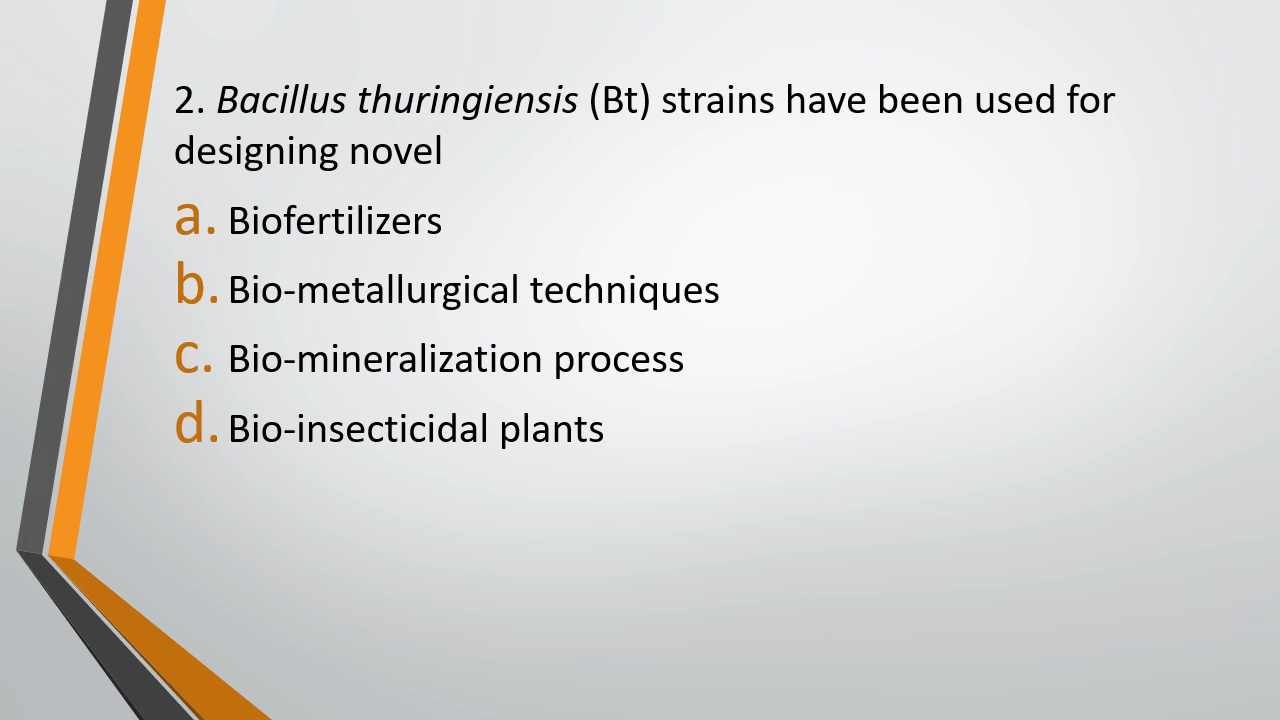 2. Bacillus thuringiensis (Bt) strains have been used for
designing novel
a. Biofertilizers
b. Bio-metallurgical techniques
c. Bio-mineralization process
d. Bio-insecticidal plants